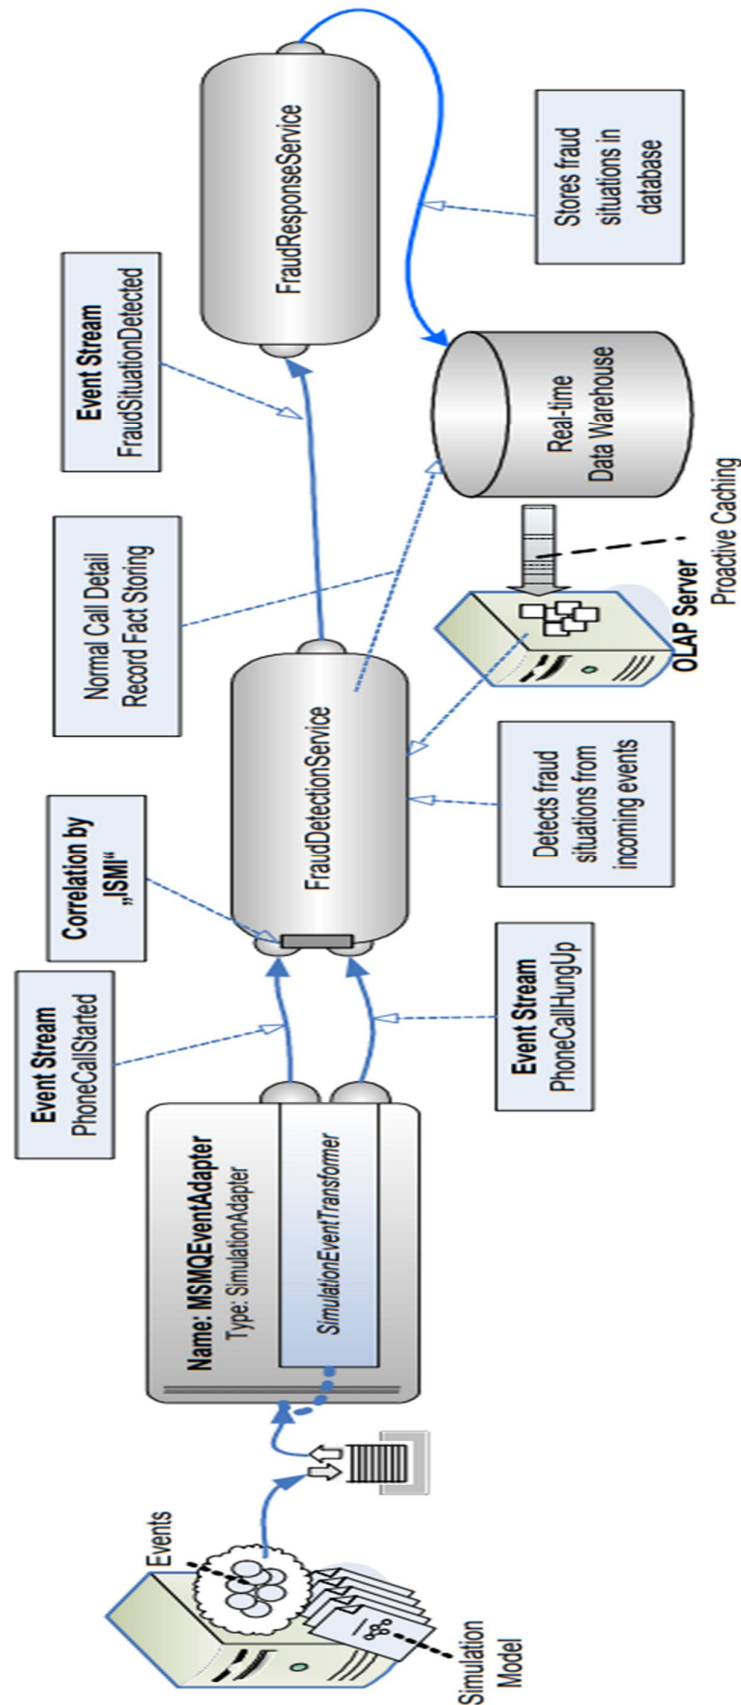 Events
Simulation
Model
Name: MSMQEventAdapter
Type: SimulationAdapter
SimulationEventTransformer
Event Stream
PhoneCallStarted
Event Stream
PhoneCallHungUp
Correlation by
„ISMI“
FraudDetectionService
Detects fraud
situations from
incoming events
Normal Call Detail
Record Fact Storing
Event Stream
FraudSituationDetected
FraudResponseService
Stores fraud
situations in
database
Real-time
Data Warehouse
OLAP Server
Proactive Caching